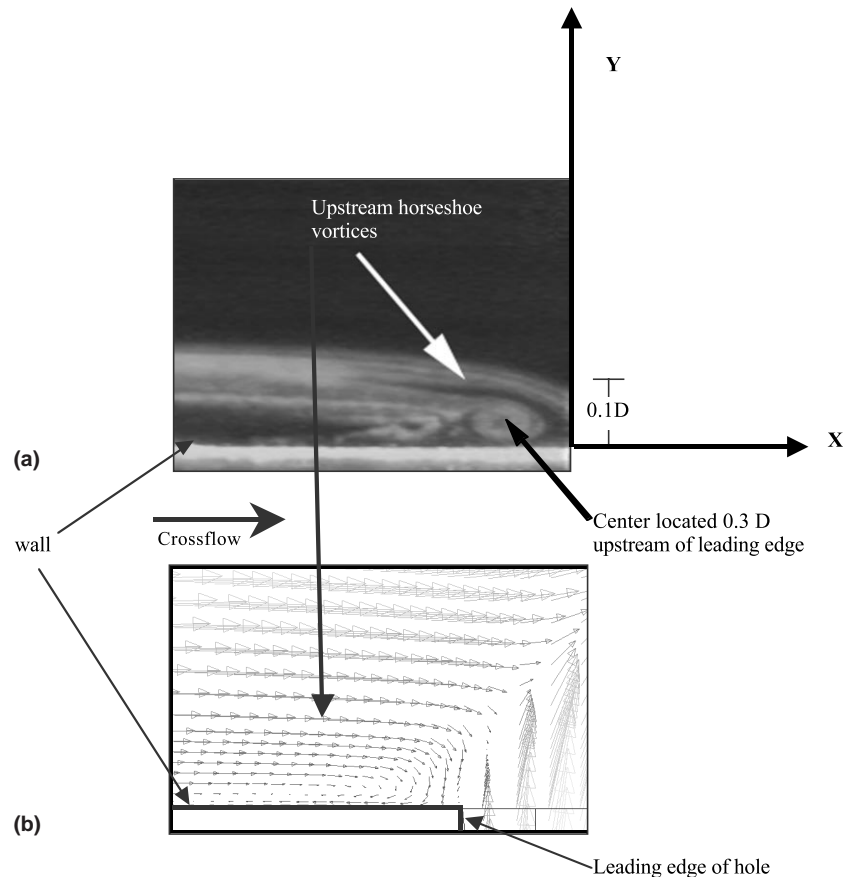 Y
Upstream horseshoe
vortices
0.1D
X
(a)
Center located 0.3 D
upstream of leading edge
wall
Crossflow
(b)
Leading edge of hole